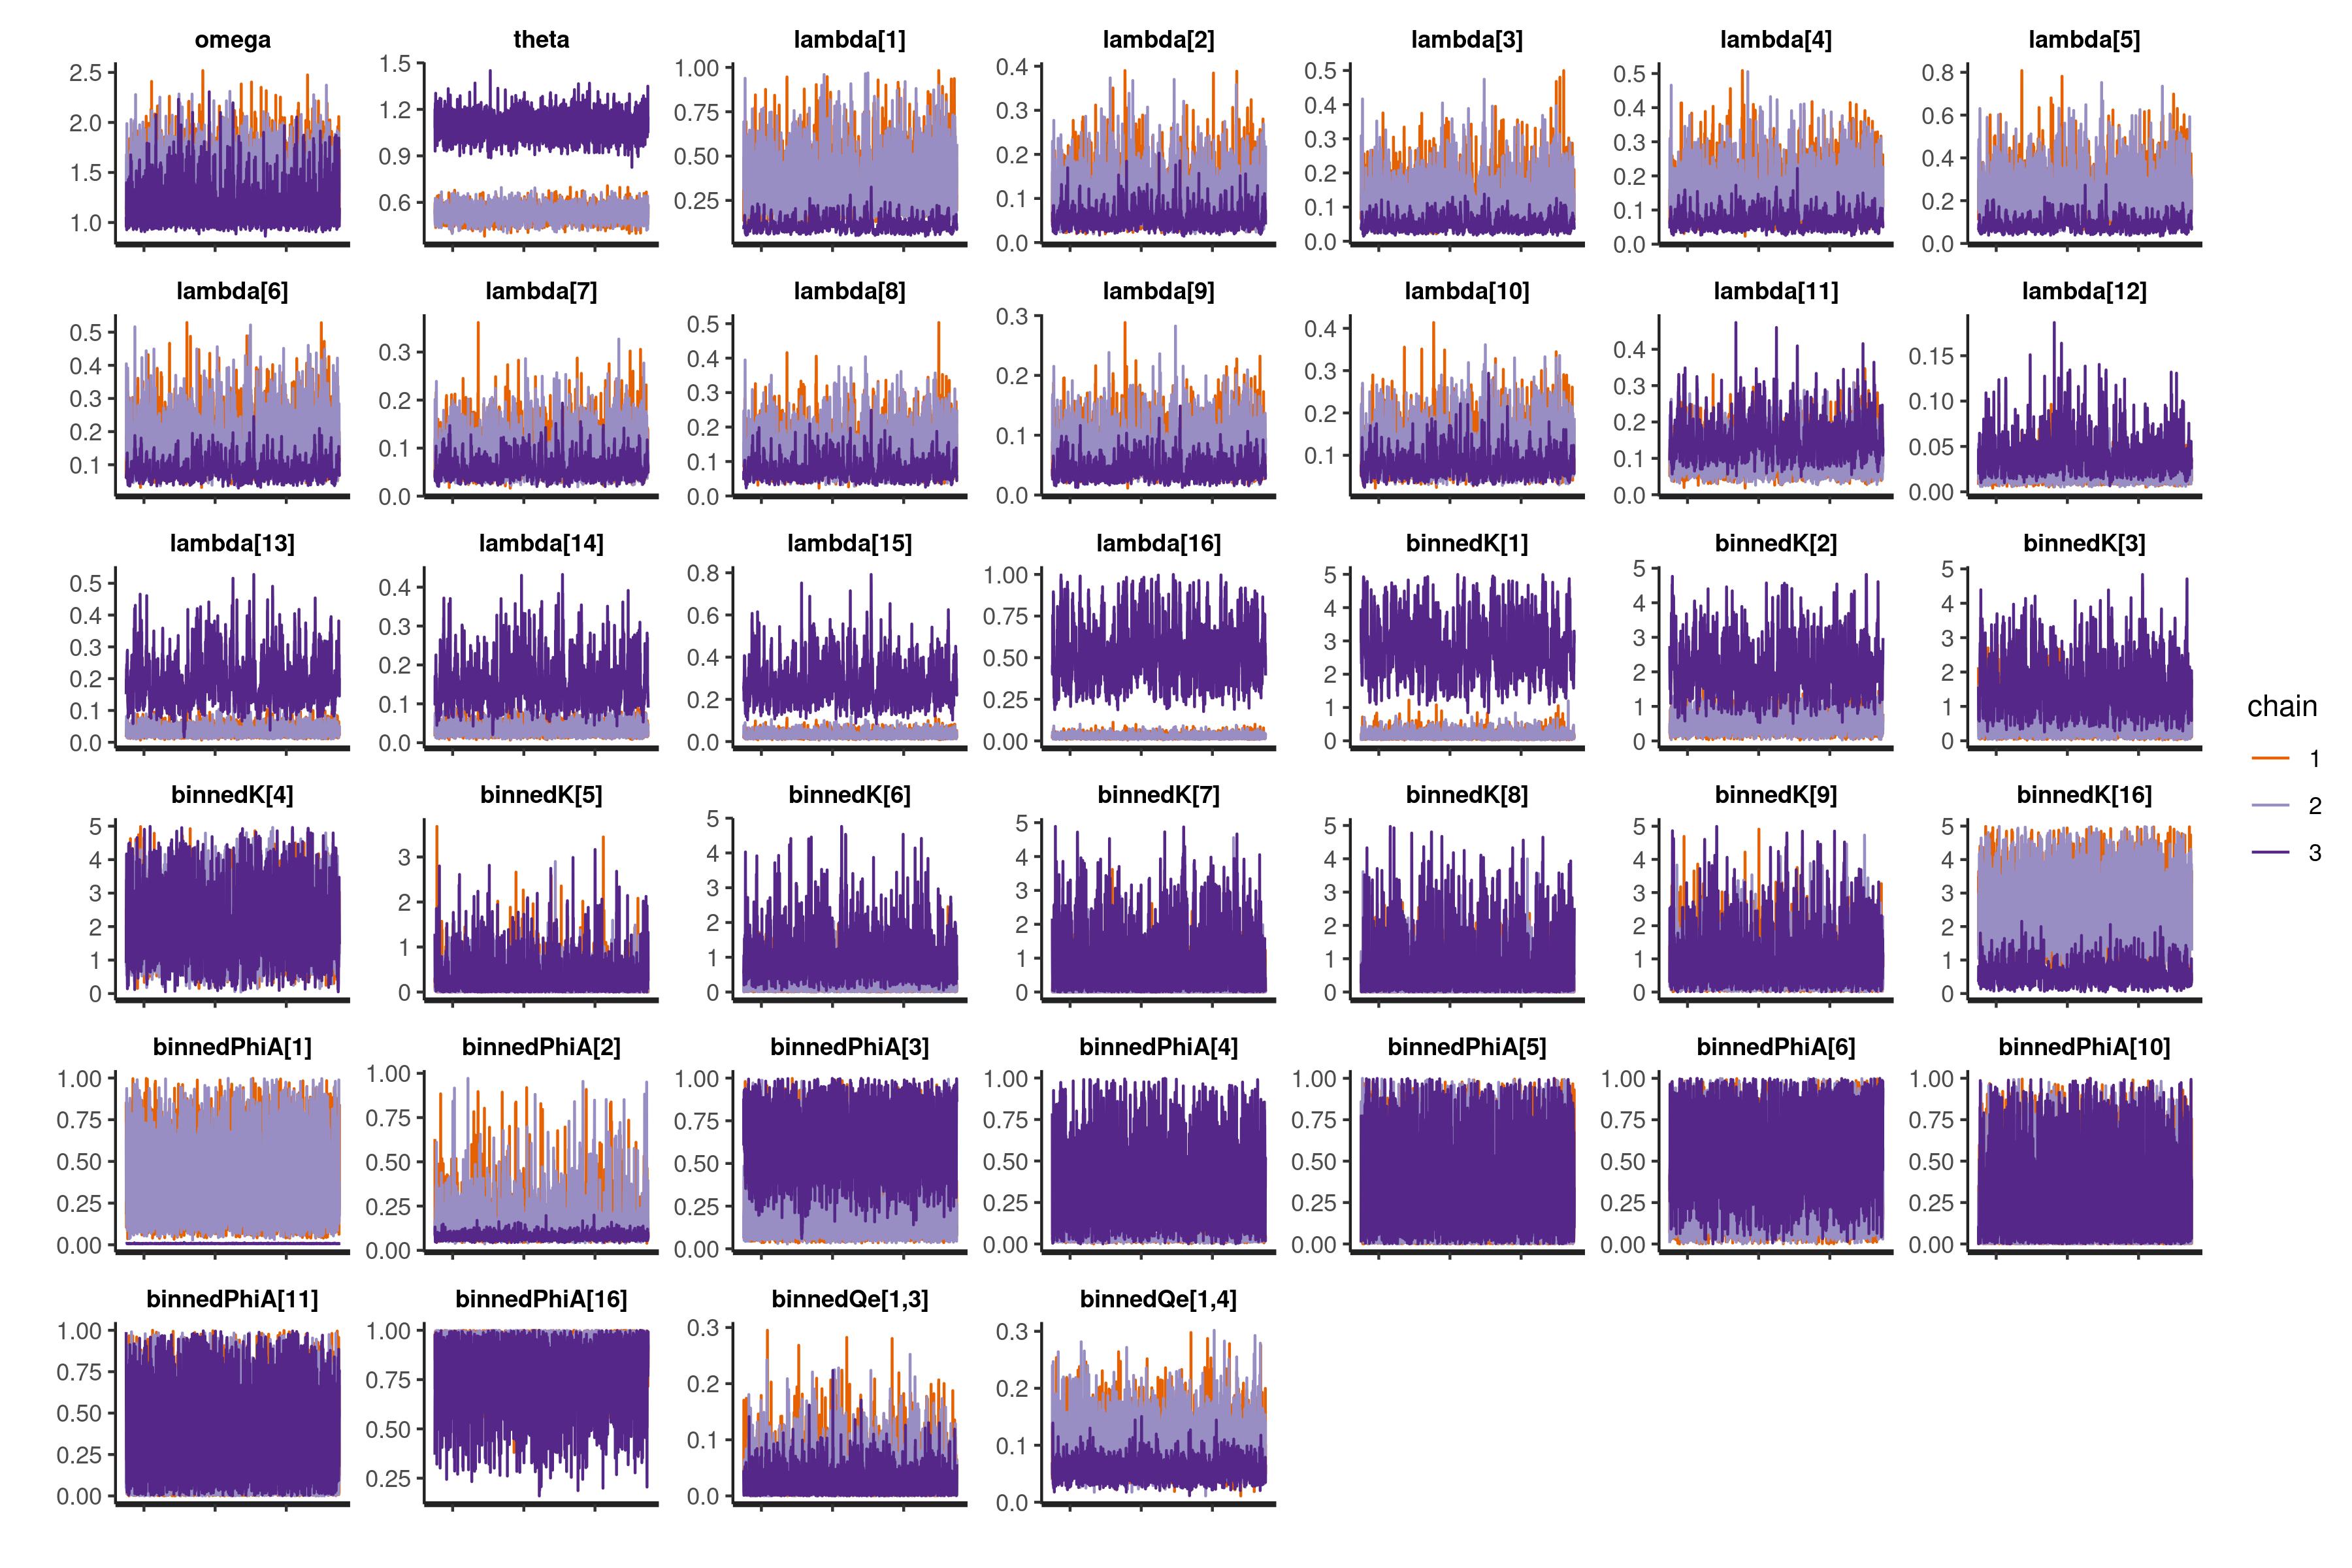 omega theta lambda[1] lambda[2] lambda[3] lambda[4] lambda[5]
2.5 2.0 1.5 1.0
1.5 1.2 0.9 0.6
1.00 0.75 0.50 0.25
0.4 0.3 0.2 0.1 0.0
0.5 0.4 0.3 0.2 0.1 0.0
0.5 0.4 0.3 0.2 0.1 0.0
0.8 0.6 0.4 0.2 0.0
lambda[6] lambda[7] lambda[8] lambda[9] lambda[10] lambda[11] lambda[12]
0.5 0.4 0.3 0.2 0.1
0.3 0.2 0.1 0.0
0.5 0.4 0.3 0.2 0.1 0.0
0.3 0.2 0.1 0.0
0.4 0.3 0.2 0.1
0.4 0.3 0.2 0.1 0.0
0.15 0.10 0.05 0.00
lambda[13] lambda[14] lambda[15] lambda[16] binnedK[1] binnedK[2] binnedK[3]
0.5 0.4 0.3 0.2 0.1 0.0
0.4 0.3 0.2 0.1 0.0
0.8 0.6 0.4 0.2 0.0
1.00 0.75 0.50 0.25 0.00
5 4 3 2 1 0
5 4 3 2 1 0
5 4 3 2 1 0
binnedK[4] binnedK[5] binnedK[6] binnedK[7] binnedK[8] binnedK[9] binnedK[16]
5 4 3 2 1 0
3 2 1 0
5 4 3 2 1 0
5 4 3 2 1 0
5 4 3 2 1 0
5 4 3 2 1 0
5 4 3 2 1 0
binnedPhiA[1] binnedPhiA[2] binnedPhiA[3] binnedPhiA[4] binnedPhiA[5] binnedPhiA[6] binnedPhiA[10]
1.00 0.75 0.50 0.25 0.00
1.00 0.75 0.50 0.25 0.00
1.00 0.75 0.50 0.25 0.00
1.00 0.75 0.50 0.25 0.00
1.00 0.75 0.50 0.25 0.00
1.00 0.75 0.50 0.25 0.00
1.00 0.75 0.50 0.25 0.00
binnedPhiA[11] binnedPhiA[16] binnedQe[1,3] binnedQe[1,4]
1.00 0.75 0.50 0.25 0.00
1.00 0.75 0.50 0.25
0.3 0.2 0.1 0.0
0.3 0.2 0.1 0.0
chain
1
2
3